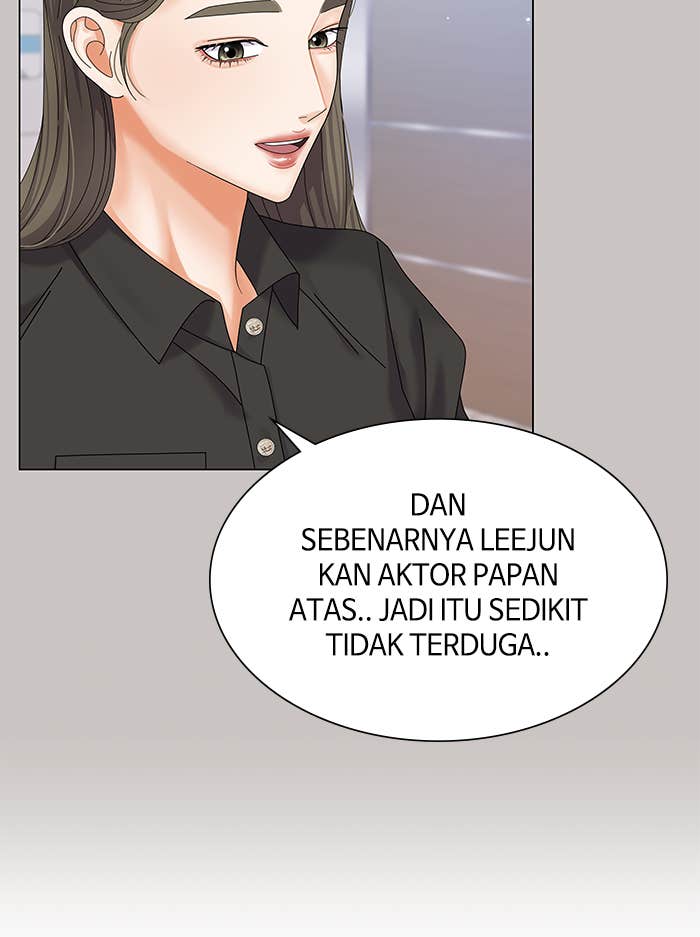 DAN
SEBENARNYA LEEJUN
KAN AKTOR PAPAN
ATAS.. JADI ITU SEDIKIT
TIDAK TERDUGA..